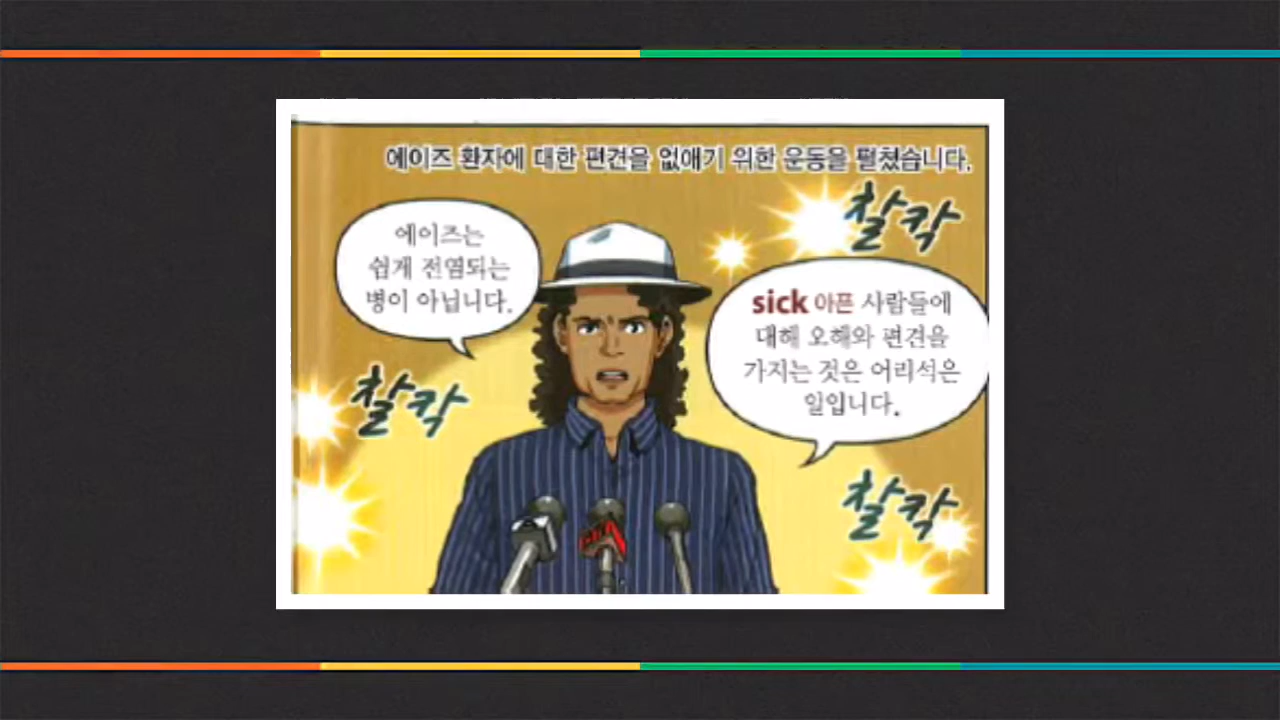 에이즈 환자에 대한 편견을 없애기 위한 운동을 펼쳤습니다.
에이즈는
쉽게 전염되는
병이 아닙니다.
찰칵
sick 아픈 사람들에
대해 오해와 편견을
가지는 것은 어리석은
일입니다.
찰칵
찰칵